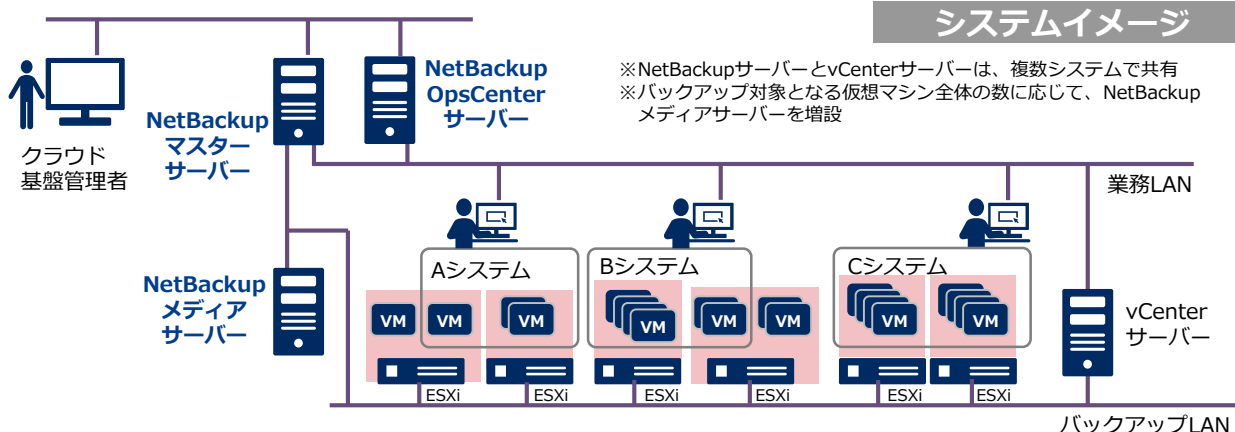 システムイメージ
※NetBackupサーバーとvCenterサーバーは、複数システムで共有
※バックアップ対象となる仮想マシン全体の数に応じて、NetBackup
メディアサーバーを増設
NetBackup
OpsCenter
サーバー
NetBackup
マスター
サーバー
クラウド
基盤管理者
業務LAN
NetBackup
メディア
サーバー
Aシステム
Bシステム
Cシステム
VM
VM
VM
VM
VM
VM
VM
VM
vCenter
サーバー
ESXi
ESXi
ESXi
ESXi
ESXi
ESXi
バックアップLAN